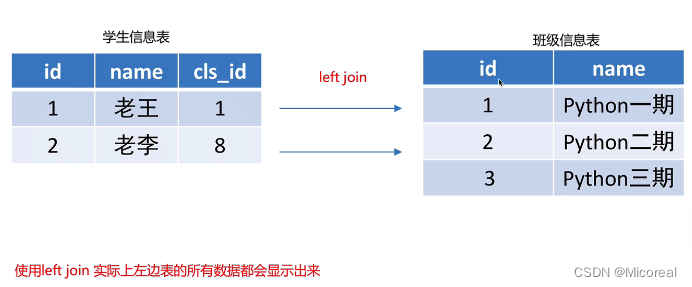 学生信息表
班级信息表
id name cls_id
1 老王 1
2 老李 8
left join
id name
1 Python一期
2 Python二期
3 Python三期
使用left join 实际上左边表的所有数据都会显示出来
CSDN @Micoreal